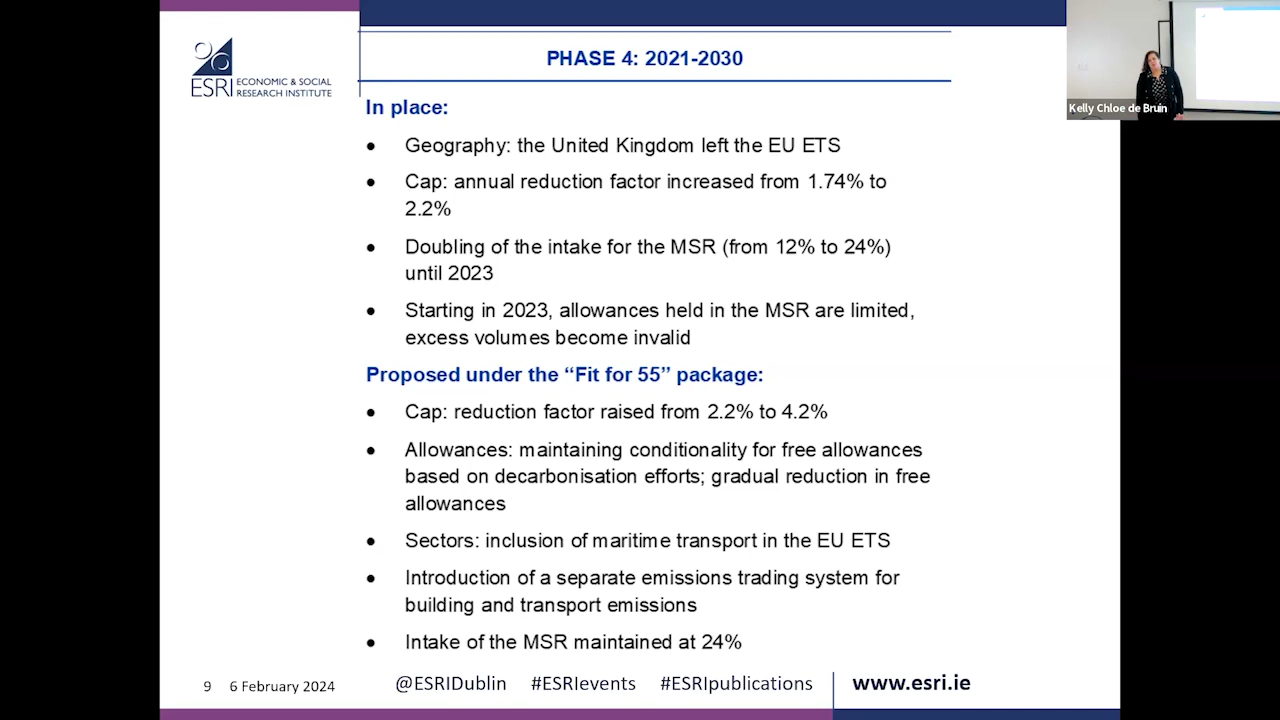 PHASE 4: 2021-2030
ESRI ECONOMIC & SOCIAL
RESEARCH INSTITUTE
Kelly Chloe de Bruin
In place:
• Geography: the United Kingdom left the EU ETS
• Cap: annual reduction factor increased from 1.74% to
2.2%
• Doubling of the intake for the MSR (from 12% to 24%)
until 2023
• Starting in 2023, allowances held in the MSR are limited,
excess volumes become invalid
Proposed under the “Fit for 55” package:
• Cap: reduction factor raised from 2.2% to 4.2%
• Allowances: maintaining conditionality for free allowances
based on decarbonisation efforts; gradual reduction in free
allowances
• Sectors: inclusion of maritime transport in the EU ETS
• Introduction of a separate emissions trading system for
building and transport emissions
• Intake of the MSR maintained at 24%
9 6 February 2024 @ESRIDublin #ESRIevents #ESRIpublications www.esri.ie